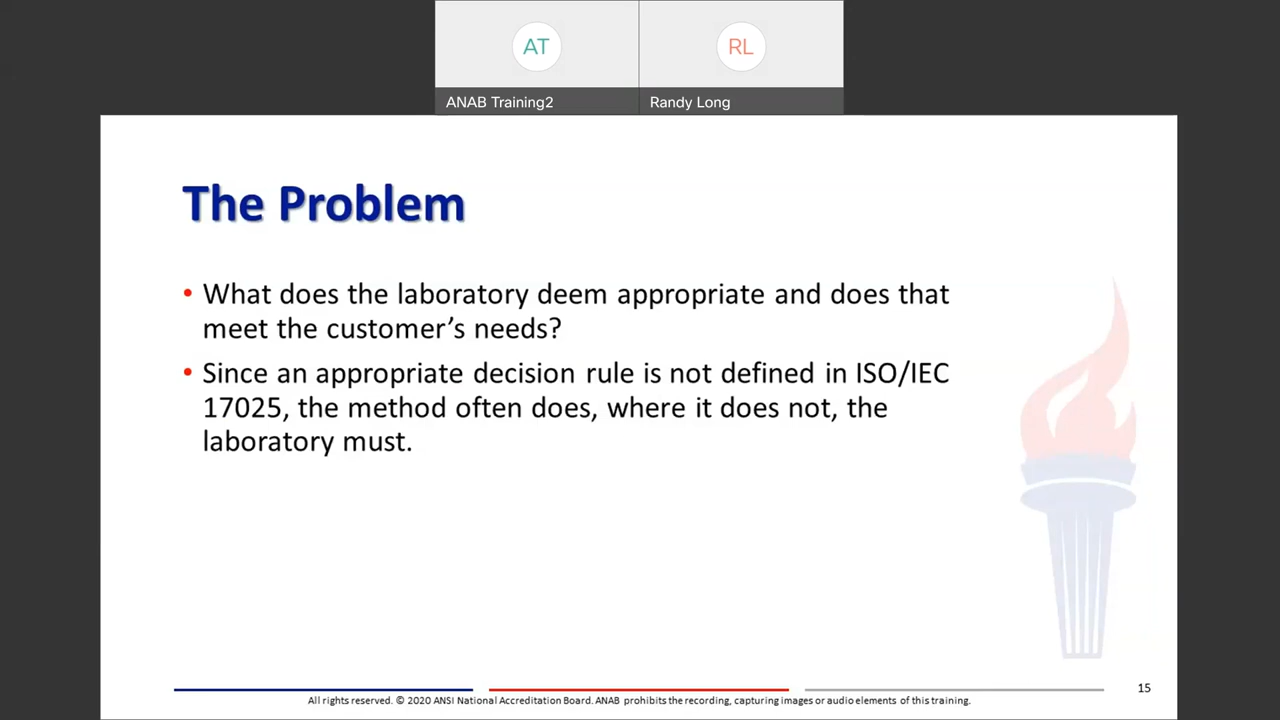 AT
RL
ANAB Training2
Randy Long
The Problem
• What does the laboratory deem appropriate and does that
meet the customer’s needs?
• Since an appropriate decision rule is not defined in ISO/IEC
17025, the method often does, where it does not, the
laboratory must.
15
All rights reserved. © 2020 ANSI National Accreditation Board. ANAB prohibits the recording, capturing images or audio elements of this training.